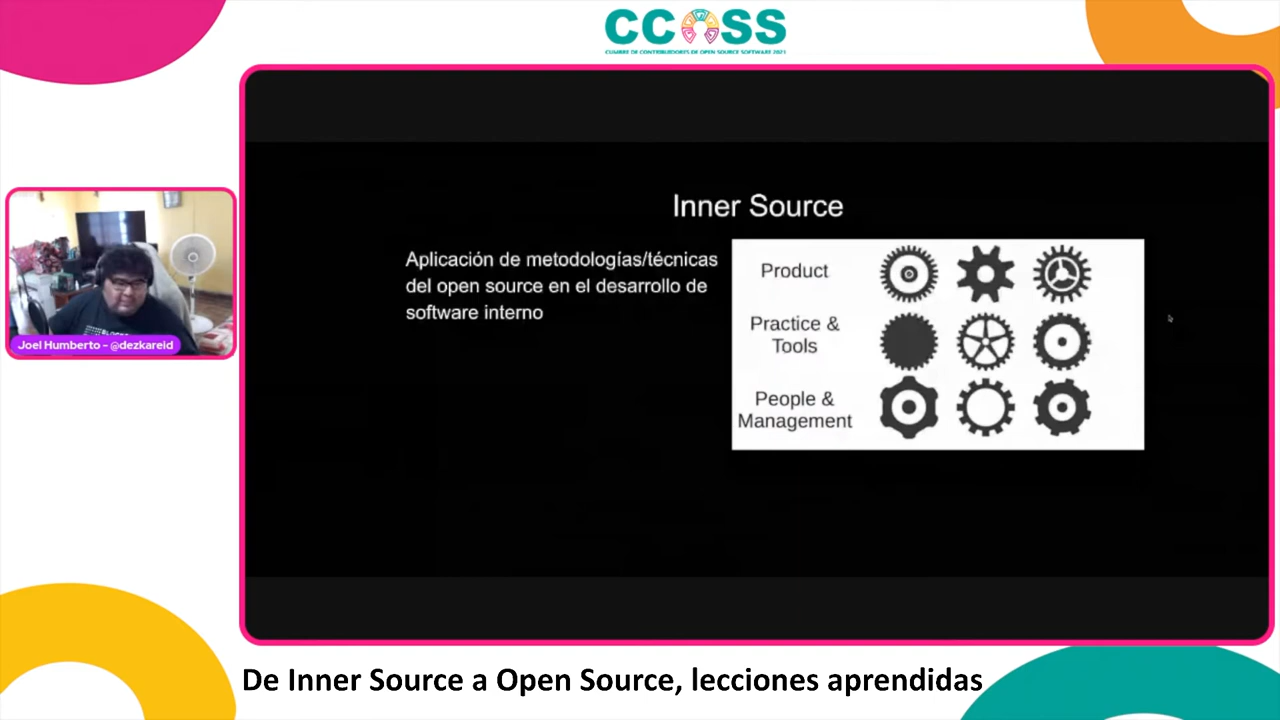 CCOSS
CUMBRE DE CONTRIBUIDORES DE OPEN SOURCE SOFTWARE 2021
Inner Source
Aplicación de metodologías/técnicas
del open source en el desarrollo de
software interno
Product
Practice &
Tools
People &
Management
Joel Humberto - @dezkareid
De Inner Source a Open Source, lecciones aprendidas